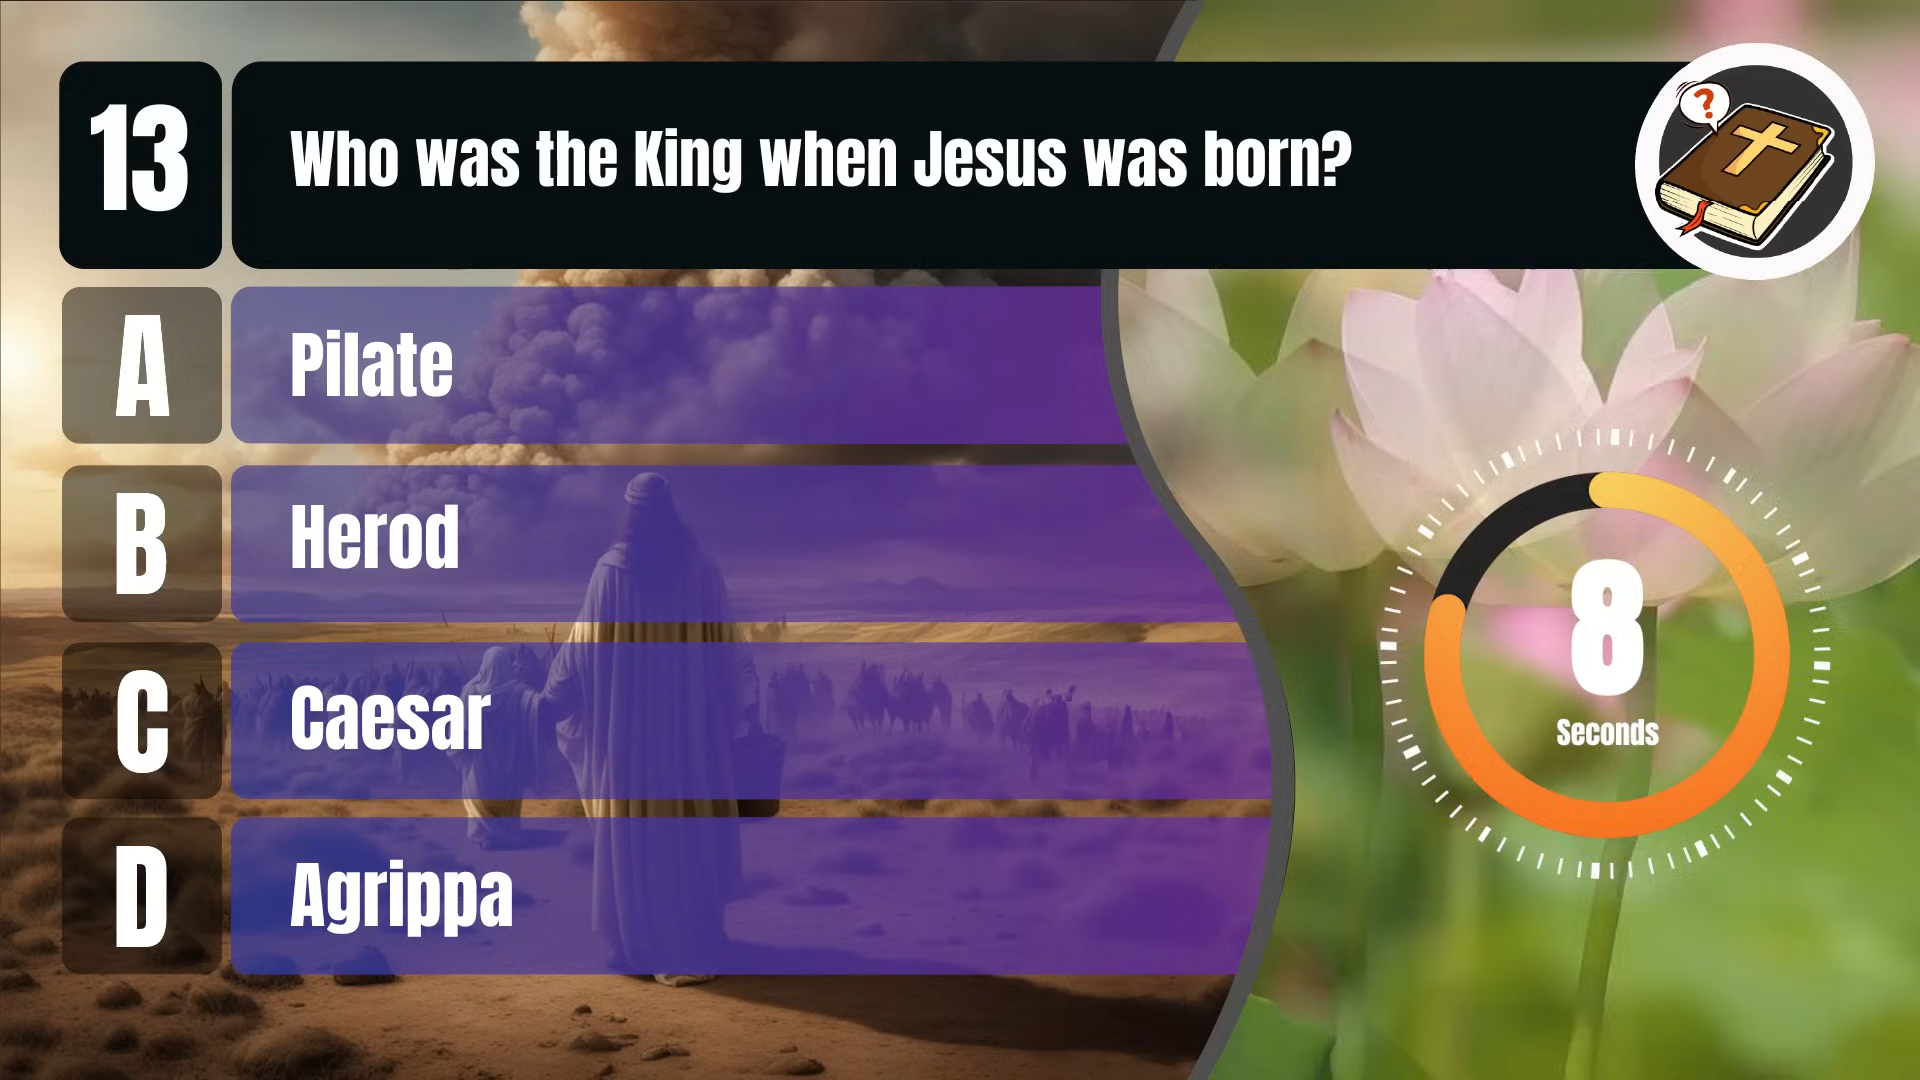 13
Who was the King when Jesus was born?
?
A
Pilate
B
Herod
C
Caesar
D
Agrippa
8
Seconds